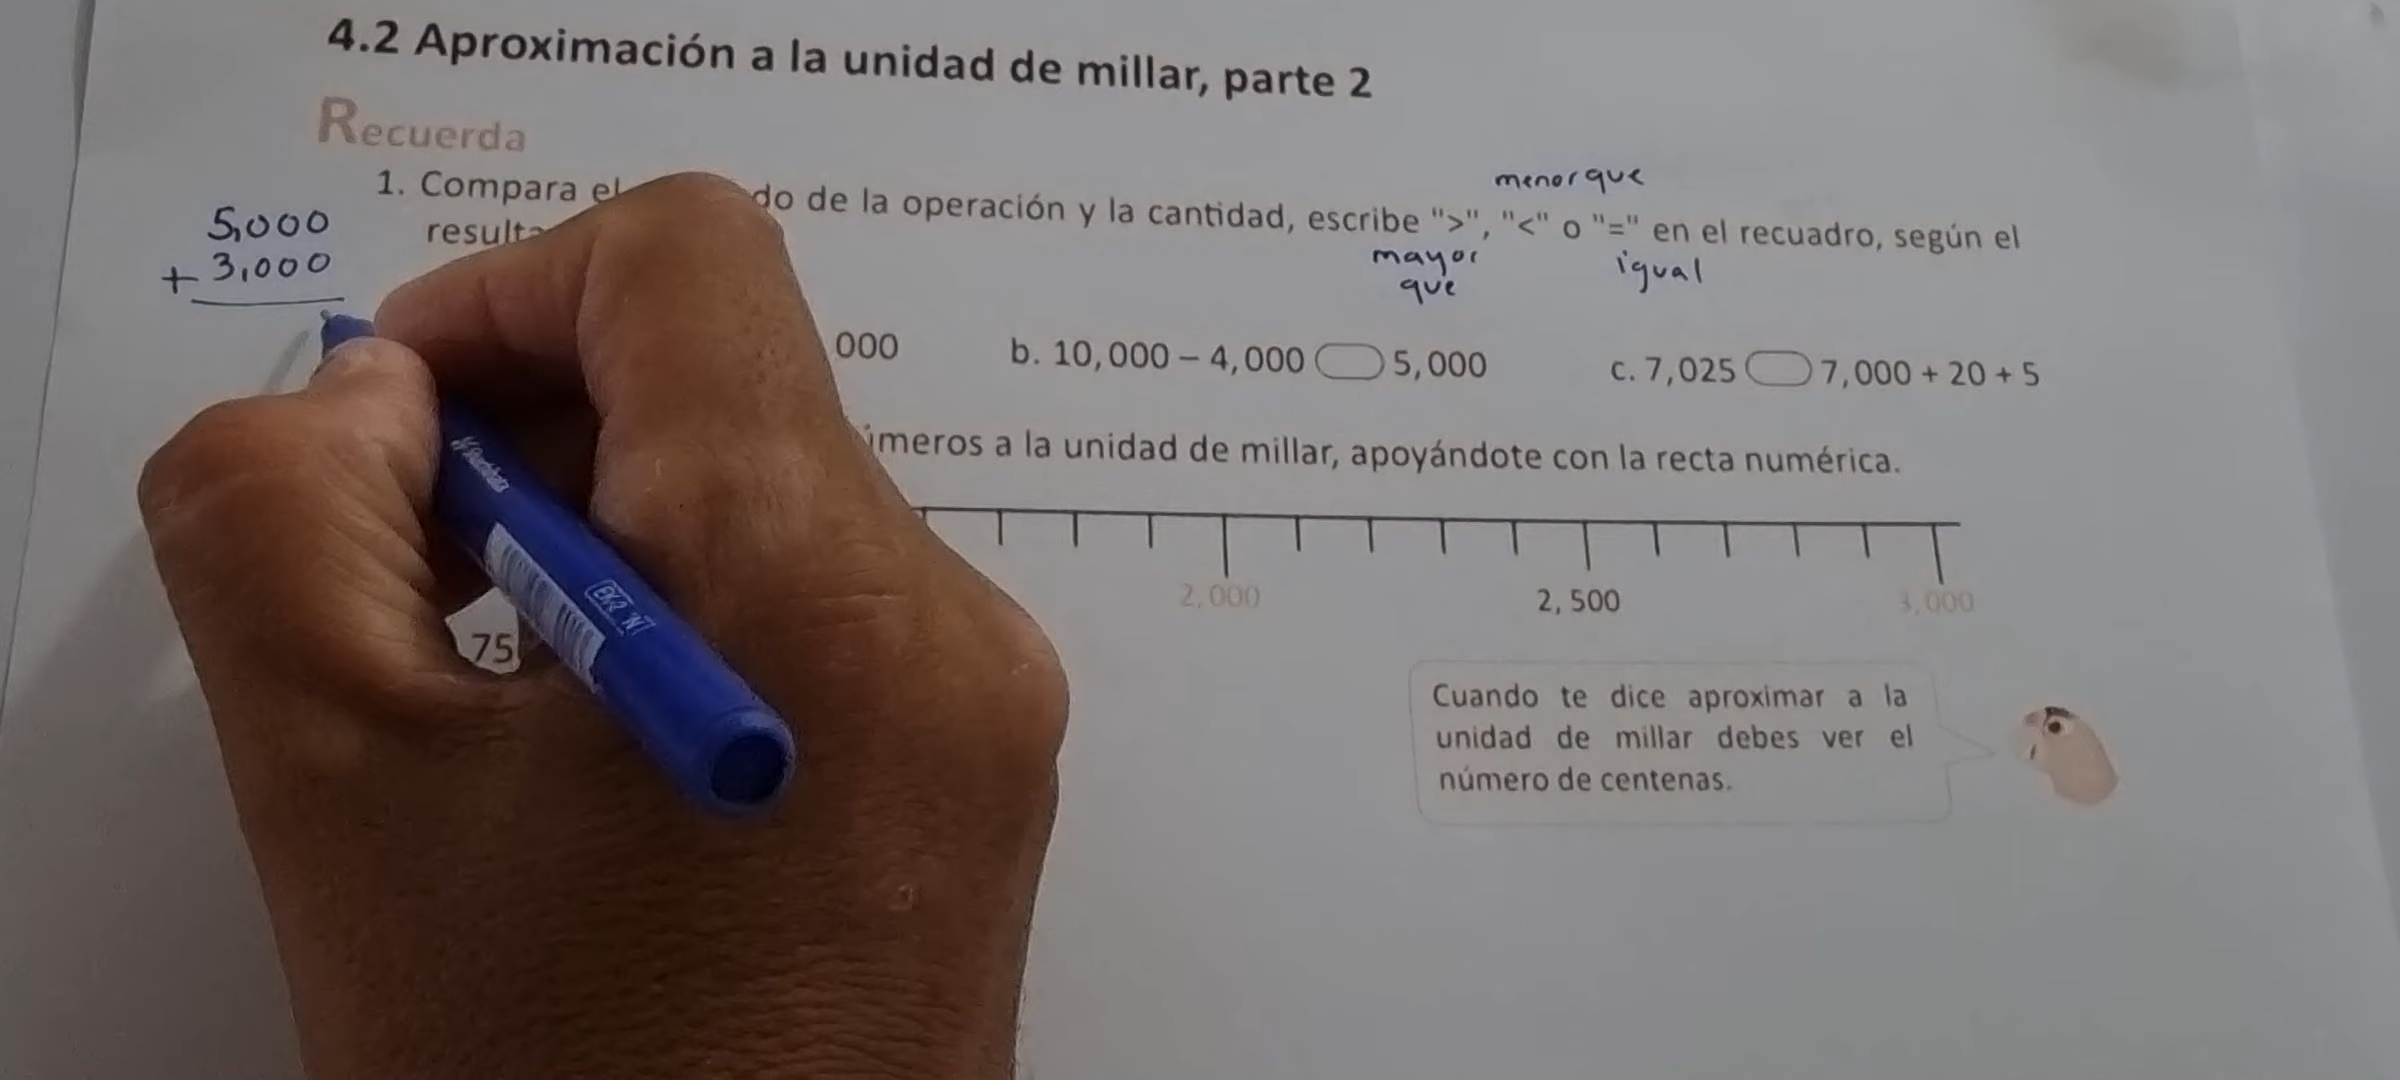 4.2 Aproximación a la unidad de millar, parte 2
Recuerda
menor que
1. Compara el do de la operación y la cantidad, escribe ">", "<" o "=" en el recuadro, según el
mayor que
igual
5,000
+ 3,000
000
b. 10,000 – 4,000 5,000
c. 7,025 7,000 + 20 + 5
a la unidad de millar, apoyándote con la recta numérica.
2,000
2,500
3,000
75
Cuando te dice aproximar a la
unidad de millar debes ver el
número de centenas.